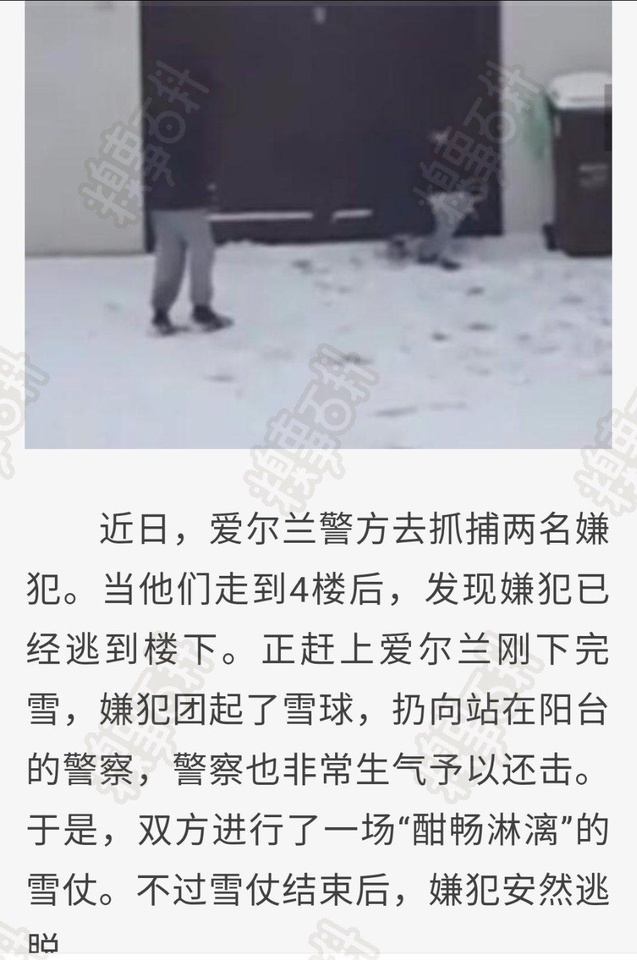 近日，爱尔兰警方去抓捕两名嫌
犯。当他们走到4楼后，发现嫌犯已
经逃到楼下。正赶上爱尔兰刚下完
雪，嫌犯团起了雪球，扔向站在阳台
的警察，警察也非常生气予以还击。
于是，双方进行了一场“酣畅淋漓”的
雪仗。不过雪仗结束后，嫌犯安然逃
脱